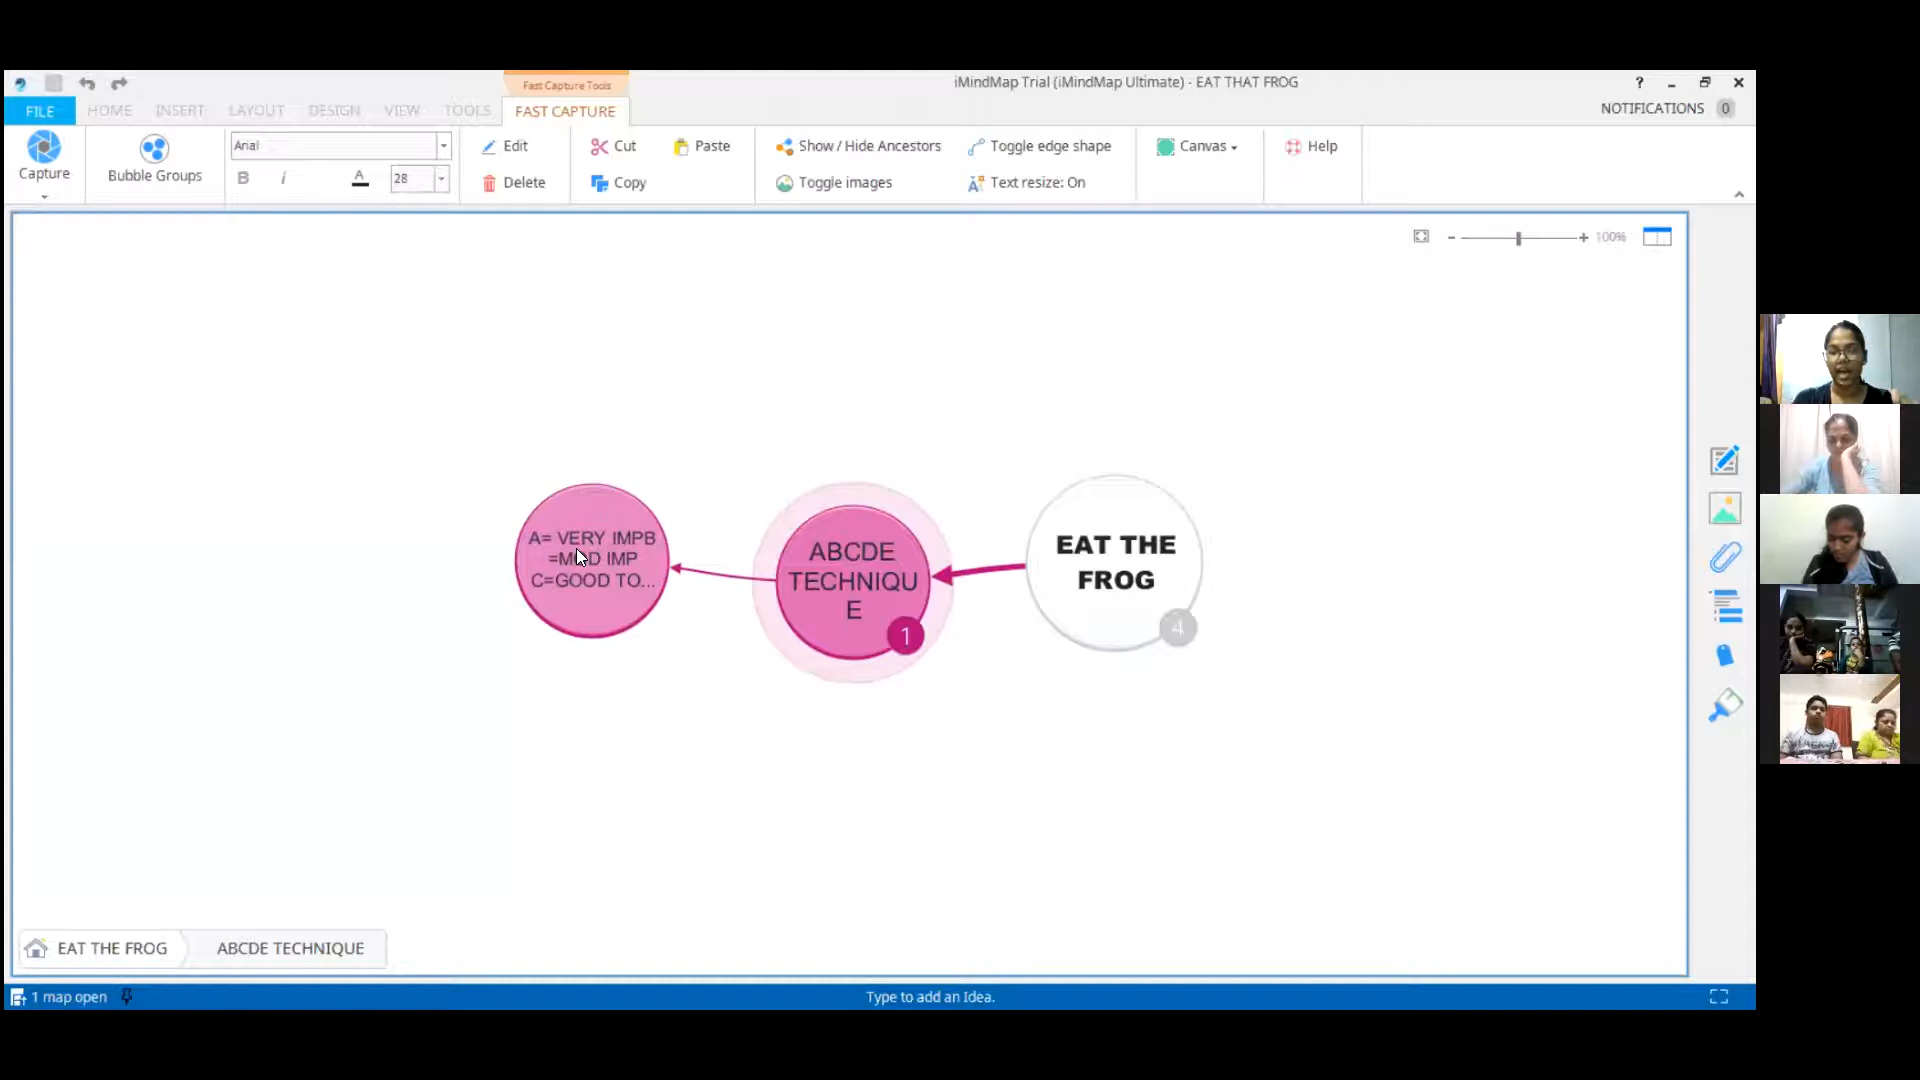 Fast Capture Tools
iMindMap Trial (iMindMap Ultimate) - EAT THAT FROG
?
FILE HOME INSERT LAYOUT DESIGN VIEW TOOLS FAST CAPTURE
NOTIFICATIONS 0
Capture
Bubble Groups
Arial
B i A 28
Edit
Delete
Cut
Copy
Paste
Show / Hide Ancestors
Toggle images
Toggle edge shape
Text resize: On
Canvas
Help
- + 100%
A= VERY IMPB
=MOD IMP
C=GOOD TO...
ABCDE
TECHNIQU
E
1
EAT THE
FROG
4
EAT THE FROG ABCDE TECHNIQUE
1 map open
Type to add an Idea.